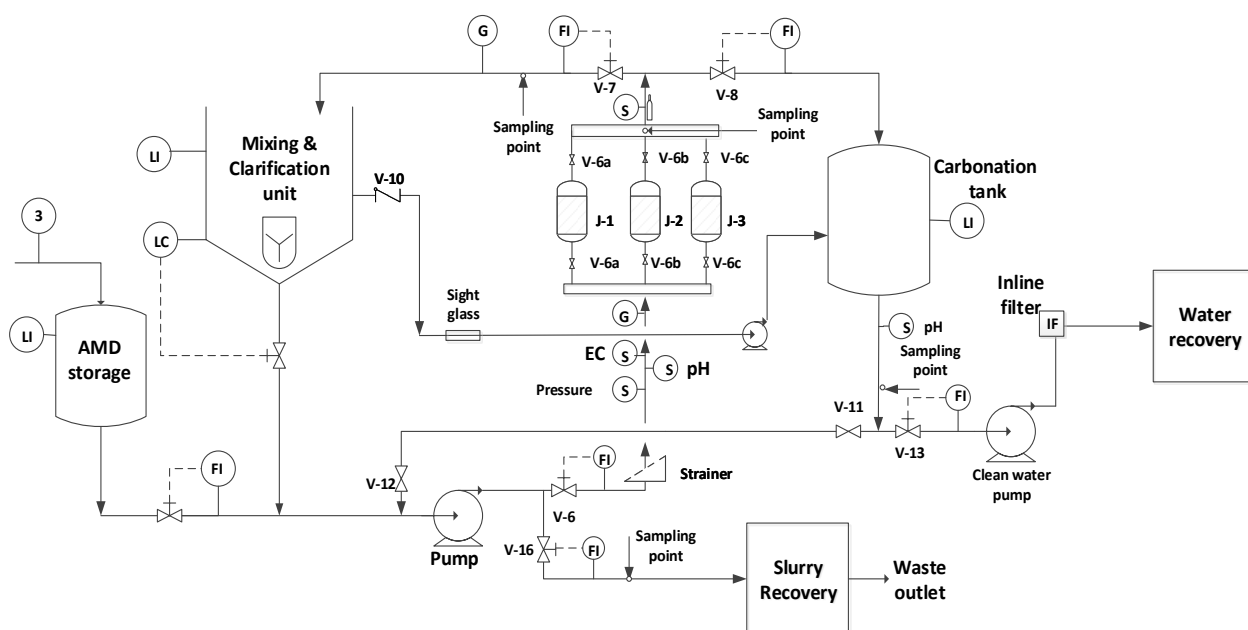 G
FI
FI
V-7
V-8
S
Sampling
point
Sampling
point
Mixing &
Clarification
unit
LI
V-10
V-6a
V-6b
V-6c
J-1
J-2
J-3
V-6a
V-6b
V-6c
Carbonation
tank
LI
3
LC
Sight
glass
G
EC
S
S
pH
Pressure
S
LI
AMD
storage
S
pH
Sampling
point
Inline
filter
IF
Water
recovery
V-11
FI
V-13
Clean water
pump
FI
V-12
FI
Strainer
V-6
Pump
V-16
FI
Sampling
point
Slurry
Recovery
Waste
outlet